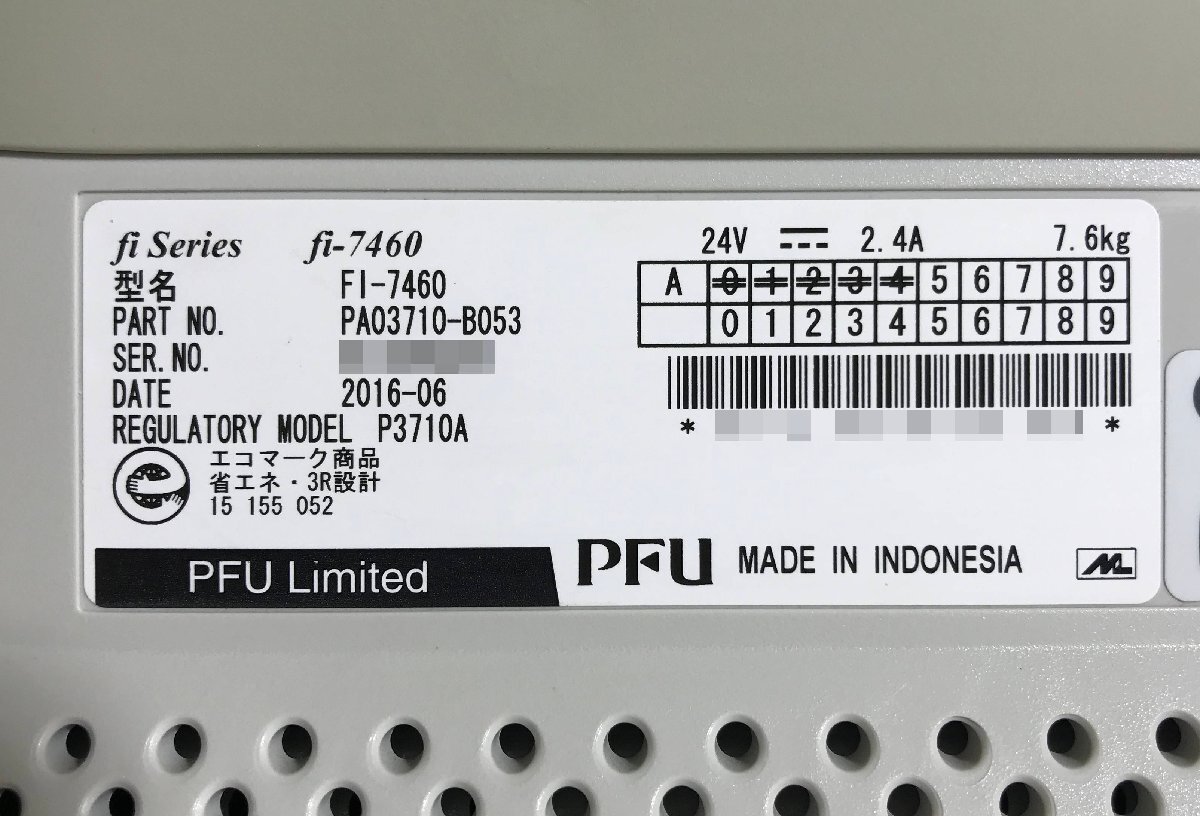 fi Series fi-7460
型名 FI-7460
PART NO. PA03710-B053
SER.NO.
DATE 2016-06
REGULATORY MODEL P3710A
エコマーク商品
省エネ・3R設計
15 155 052
PFU Limited
24V 2.4A 7.6kg
A 0 1 2 3 4 5 6 7 8 9
0 1 2 3 4 5 6 7 8 9
* *
PFU MADE IN INDONESIA